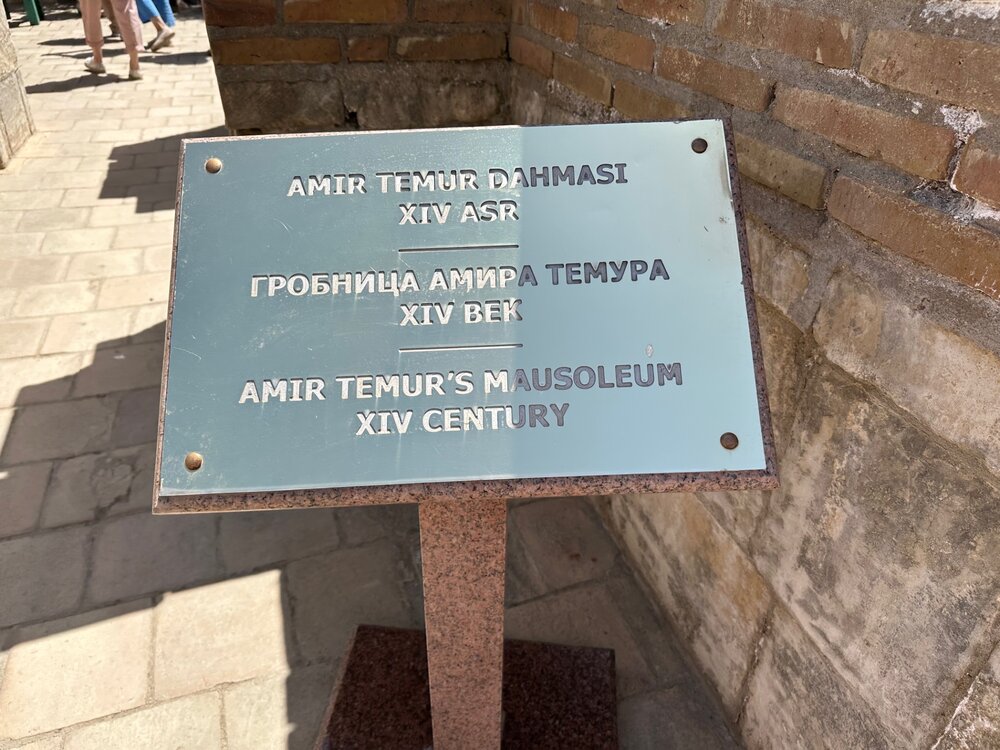 AMIR TEMUR DAHMASI
XIV ASR
ГРОБНИЦА АМИРА ТЕМУРА
XIV ВЕК
AMIR TEMUR'S MAUSOLEUM
XIV CENTURY